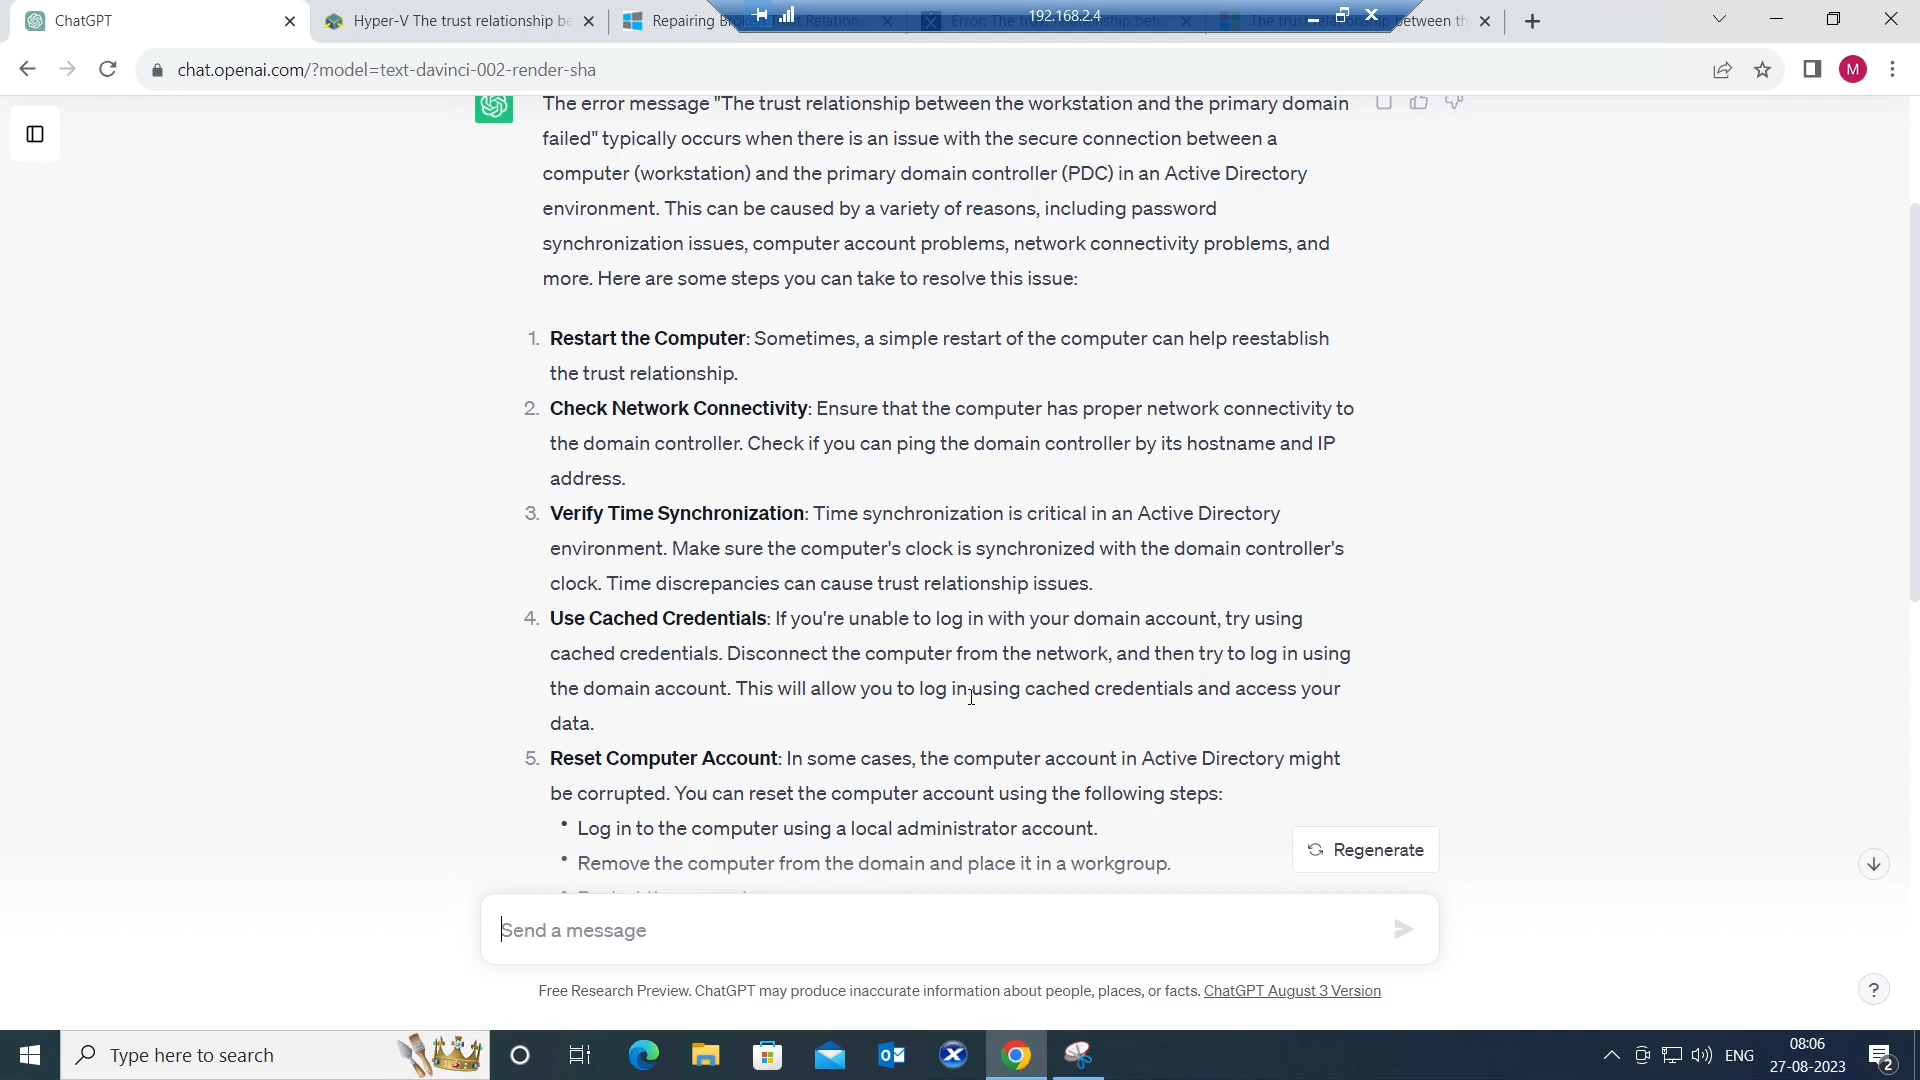 ChatGPT
Hyper-V The trust relationship be
Repairing Broken Trust Relations
Error: The trust relationship betw
The trust relationship between th
192.168.2.4
chat.openai.com/?model=text-davinci-002-render-sha
M
The error message "The trust relationship between the workstation and the primary domain
failed" typically occurs when there is an issue with the secure connection between a
computer (workstation) and the primary domain controller (PDC) in an Active Directory
environment. This can be caused by a variety of reasons, including password
synchronization issues, computer account problems, network connectivity problems, and
more. Here are some steps you can take to resolve this issue:
1. Restart the Computer: Sometimes, a simple restart of the computer can help reestablish
the trust relationship.
2. Check Network Connectivity: Ensure that the computer has proper network connectivity to
the domain controller. Check if you can ping the domain controller by its hostname and IP
address.
3. Verify Time Synchronization: Time synchronization is critical in an Active Directory
environment. Make sure the computer's clock is synchronized with the domain controller's
clock. Time discrepancies can cause trust relationship issues.
4. Use Cached Credentials: If you're unable to log in with your domain account, try using
cached credentials. Disconnect the computer from the network, and then try to log in using
the domain account. This will allow you to log in using cached credentials and access your
data.
5. Reset Computer Account: In some cases, the computer account in Active Directory might
be corrupted. You can reset the computer account using the following steps:
• Log in to the computer using a local administrator account.
• Remove the computer from the domain and place it in a workgroup.
Regenerate
Send a message
Free Research Preview. ChatGPT may produce inaccurate information about people, places, or facts. ChatGPT August 3 Version
?
Type here to search
ENG
08:06
27-08-2023
2